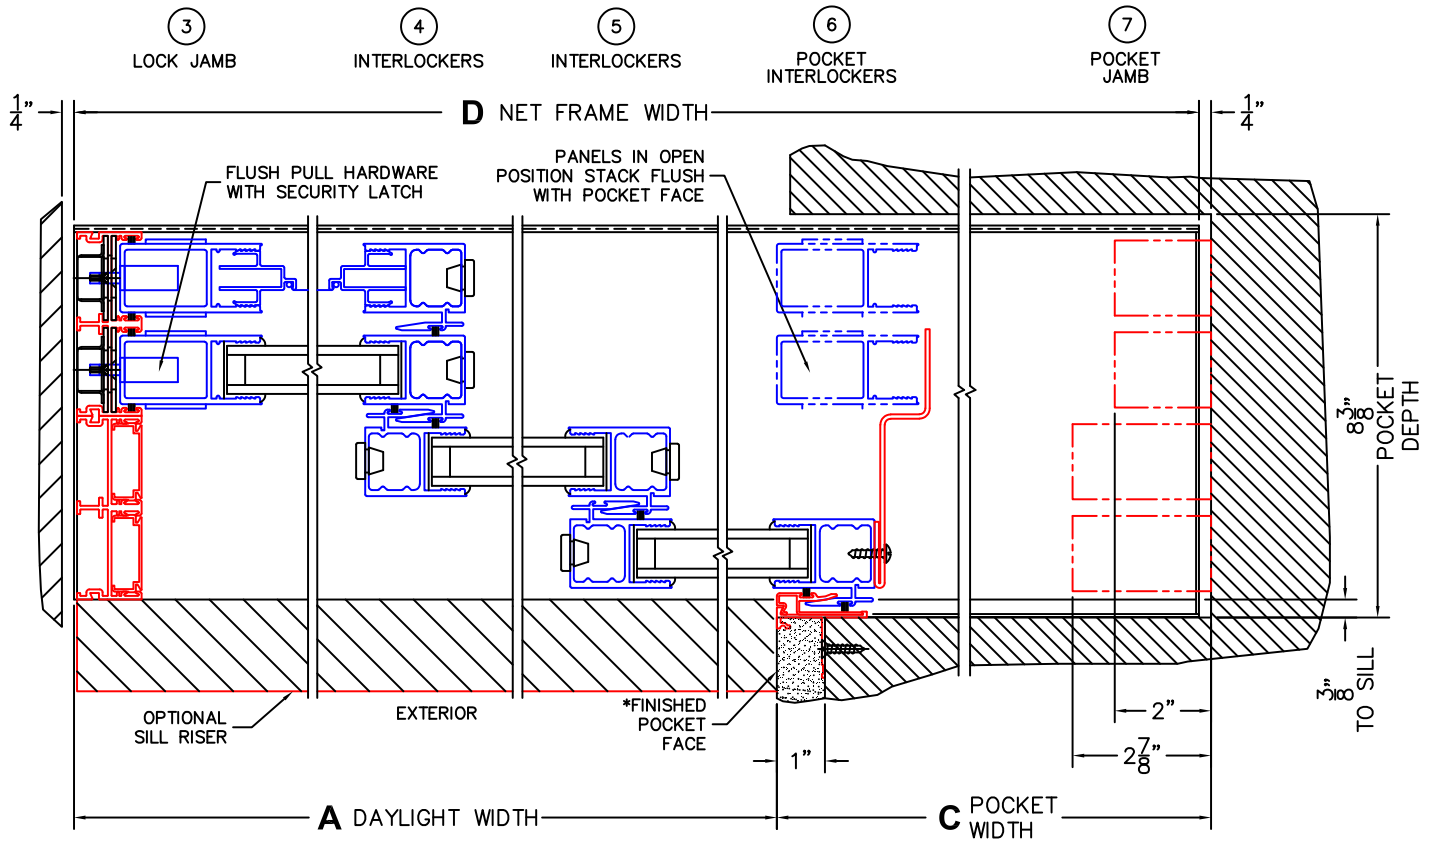 3
LOCK JAMB
4
INTERLOCKERS
5
INTERLOCKERS
6
POCKET
INTERLOCKERS
7
POCKET
JAMB
1/4"
D NET FRAME WIDTH
1/4"
FLUSH PULL HARDWARE
WITH SECURITY LATCH
PANELS IN OPEN
POSITION STACK FLUSH
WITH POCKET FACE
8 3/8"
POCKET
DEPTH
3/8"
TO SILL
OPTIONAL
SILL RISER
EXTERIOR
*FINISHED
POCKET
FACE
2"
2 7/8"
1"
A DAYLIGHT WIDTH
C POCKET
WIDTH